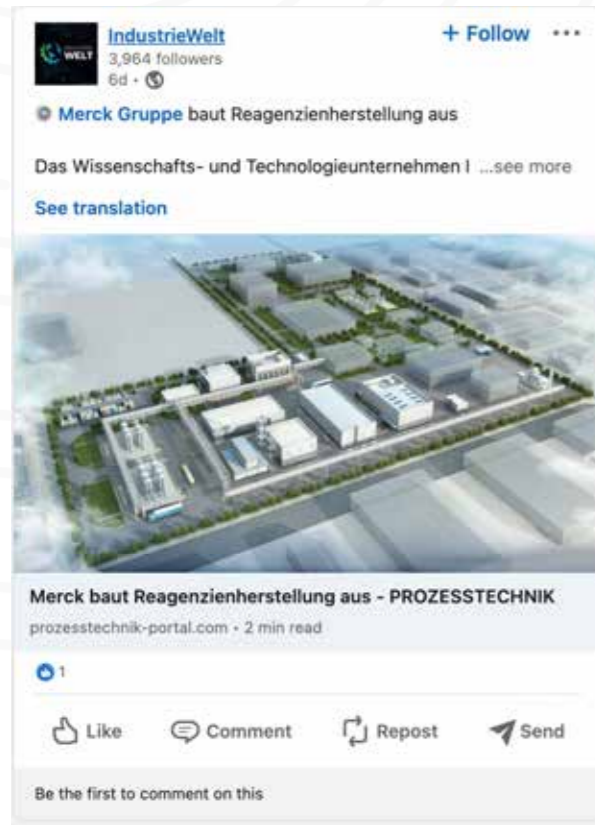 WELT
IndustrieWelt
+ Follow ...
3,964 followers
6d •
Merck Gruppe baut Reagenzienherstellung aus
Das Wissenschafts- und Technologieunternehmen I ...see more
See translation
Merck baut Reagenzienherstellung aus - PROZESSTECHNIK
prozesstechnik-portal.com • 2 min read
1
Like Comment Repost Send
Be the first to comment on this